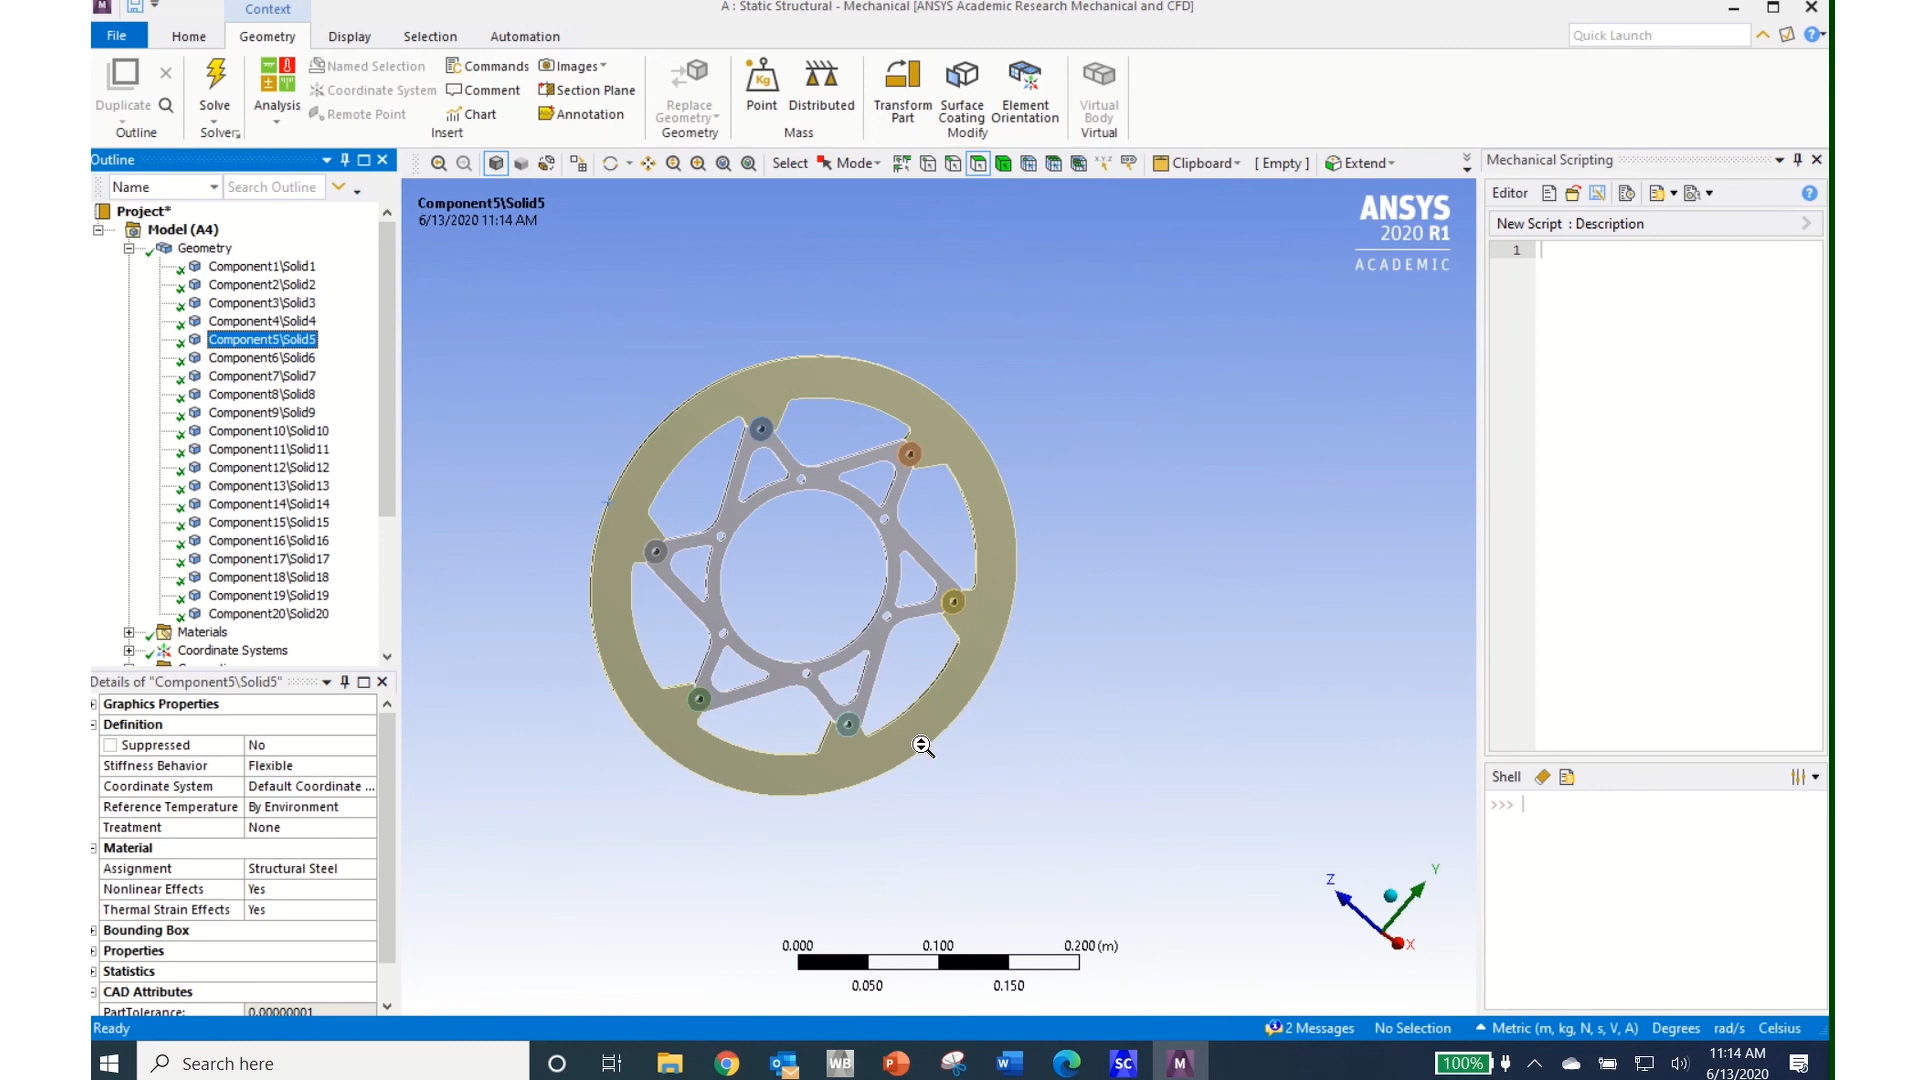 Context
A : Static Structural - Mechanical [ANSYS Academic Research Mechanical and CFD]
File
Home
Geometry
Display
Selection
Automation
Quick Launch
Duplicate
Outline
Solve
Solver
Analysis
Named Selection
Coordinate System
Remote Point
Commands
Comment
Chart
Insert
Images
Section Plane
Annotation
Replace
Geometry
Geometry
Point
Distributed
Mass
Transform
Part
Surface
Coating
Element
Orientation
Modify
Virtual
Body
Virtual
Outline
Name
Search Outline
Project*
Model (A4)
Geometry
Component1\Solid1
Component2\Solid2
Component3\Solid3
Component4\Solid4
Component5\Solid5
Component6\Solid6
Component7\Solid7
Component8\Solid8
Component9\Solid9
Component10\Solid10
Component11\Solid11
Component12\Solid12
Component13\Solid13
Component14\Solid14
Component15\Solid15
Component16\Solid16
Component17\Solid17
Component18\Solid18
Component19\Solid19
Component20\Solid20
Materials
Coordinate Systems
Details of "Component5\Solid5"
Graphics Properties
Definition
Suppressed No
Stiffness Behavior Flexible
Coordinate System Default Coordinate ...
Reference Temperature By Environment
Treatment None
Material
Assignment Structural Steel
Nonlinear Effects Yes
Thermal Strain Effects Yes
Bounding Box
Properties
Statistics
CAD Attributes
PartTolerance: 0.00000001
Select Mode Clipboard [ Empty ] Extend
Component5\Solid5
6/13/2020 11:14 AM
ANSYS
2020 R1
ACADEMIC
Z
Y
X
0.000 0.100 0.200 (m)
0.050 0.150
Mechanical Scripting
Editor
New Script : Description
1
Shell
>>>
Ready
2 Messages No Selection Metric (m, kg, N, s, V, A) Degrees rad/s Celsius
Search here
WB
SC
M
100%
11:14 AM
6/13/2020